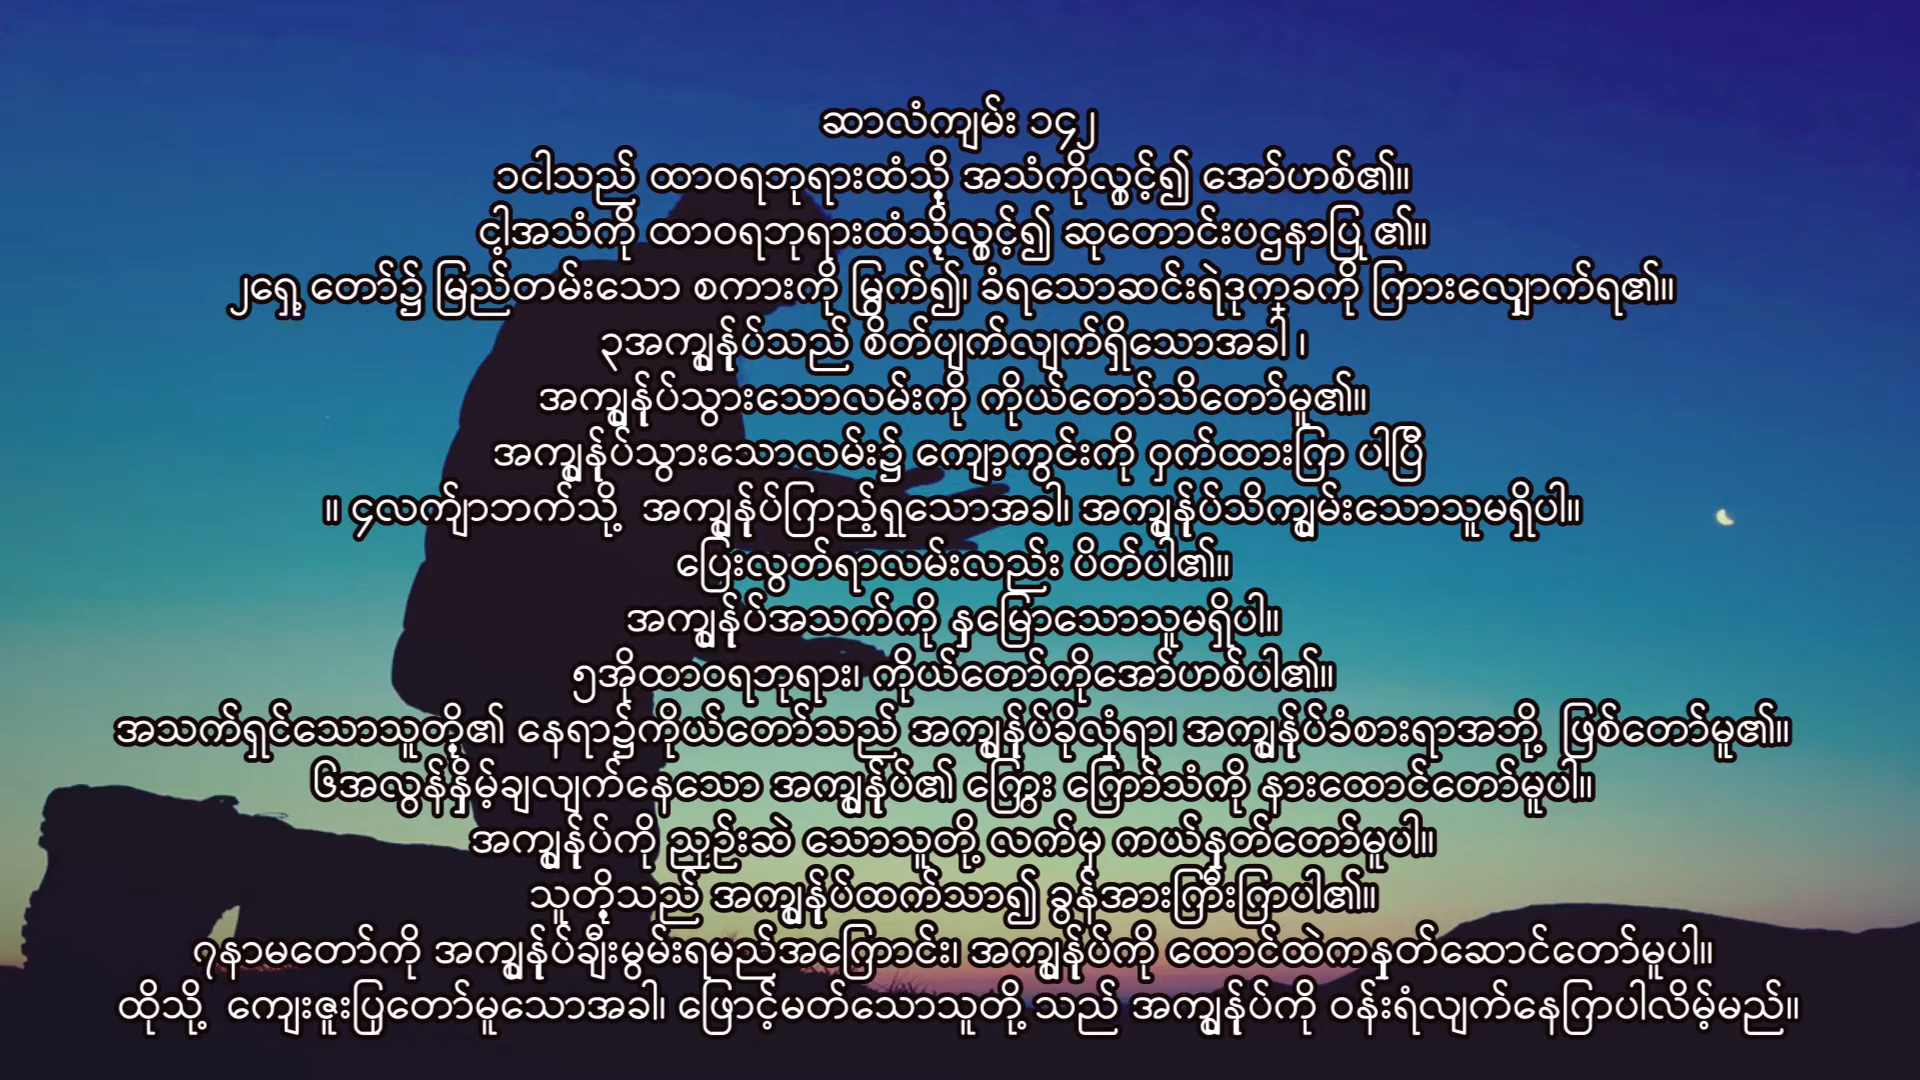 ဆာလံကျမ်း ၁၄၂
၁ငါသည် ထာဝရဘုရားထံသို့ အသံကိုလွှင့်၍ အော်ဟစ်၏။
ငါ့အသံကို ထာဝရဘုရားထံသို့လွှင့်၍ ဆုတောင်းပဌနာပြု ၏။
၂ရှေ့ တော်၌ မြည်တမ်းသော စကားကို မြွက်၍၊ ခံရသောဆင်းရဲဒုက္ခကို ကြားလျှောက်ရ၏။
၃အကျွန်ုပ်သည် စိတ်ပျက်လျက်ရှိသောအခါ ၊
အကျွန်ုပ်သွားသောလမ်းကို ကိုယ်တော်သိတော်မူ၏။
အကျွန်ုပ်သွားသောလမ်း၌ ကျော့ကွင်းကို ဝှက်ထားကြာ ပါပြီ
။ ၄လက်ျာဘက်သို့ အကျွန်ုပ်ကြည့်ရှုသောအခါ၊ အကျွန်ုပ်သိကျွမ်းသောသူမရှိပါ။
ပြေးလွတ်ရာလမ်းလည်း ပိတ်ပါ၏။
အကျွန်ုပ်အသက်ကို နှမြောသောသူမရှိပါ။
၅အိုထာဝရဘုရား၊ ကိုယ်တော်ကိုအော်ဟစ်ပါ၏။
အသက်ရှင်သောသူတို့၏ နေရာ၌ကိုယ်တော်သည် အကျွန်ုပ်ခိုလှုံရာ၊ အကျွန်ုပ်ခံစားရာအဘို့ ဖြစ်တော်မူ၏။
၆အလွန်နှိမ့်ချလျက်နေသော အကျွန်ုပ်၏ ကြွေး ကြော်သံကို နားထောင်တော်မူပါ။
အကျွန်ုပ်ကို ညှဉ်းဆဲ သောသူတို့ လက်မှ ကယ်နှုတ်တော်မူပါ။
သူတို့သည် အကျွန်ုပ်ထက်သာ၍ ခွန်အားကြီးကြာပါ၏။
၇နာမတော်ကို အကျွန်ုပ်ချီးမွမ်းရမည်အကြောင်း၊ အကျွန်ုပ်ကို ထောင်ထဲကနှုတ်ဆောင်တော်မူပါ။
ထိုသို့ ကျေးဇူးပြုတော်မူသောအခါ၊ ဖြောင့်မတ်သောသူတို့ သည် အကျွန်ုပ်ကို ဝန်းရံလျက်နေကြာပါလိမ့်မည်။